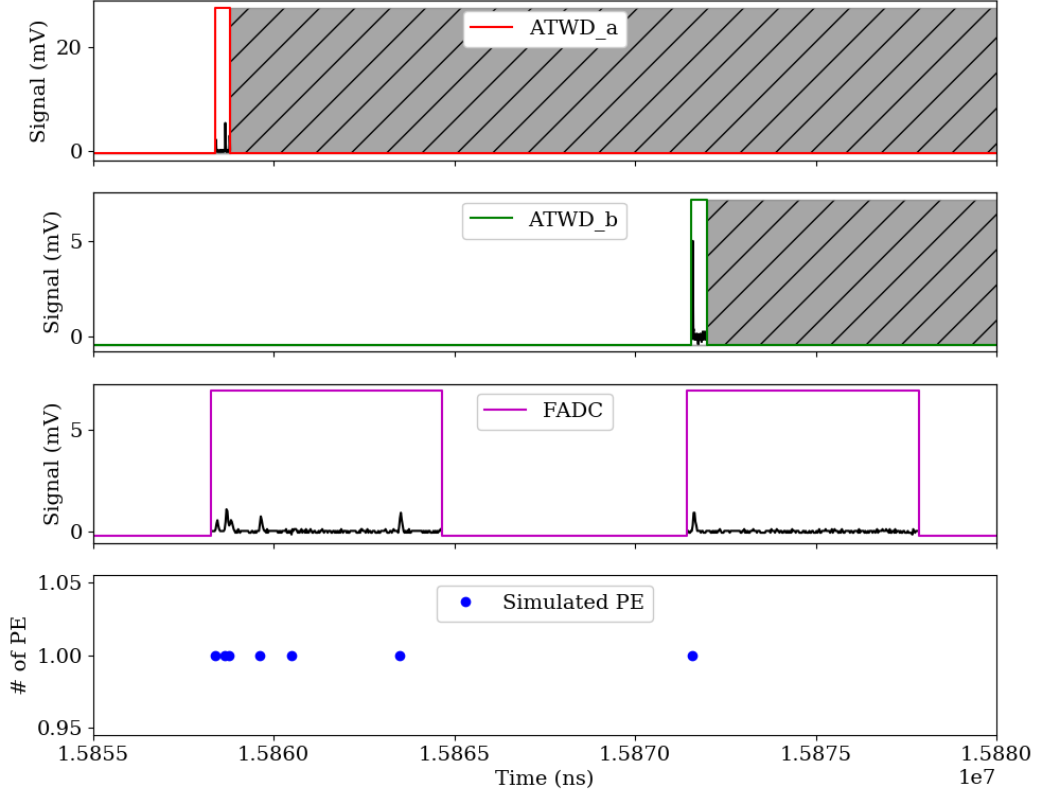 Signal (mV)
20
0
ATWD_a
Signal (mV)
5
0
ATWD_b
Signal (mV)
5
0
FADC
# of PE
1.05
1.00
0.95
Simulated PE
1.5855 1.5860 1.5865 1.5870 1.5875 1.5880
Time (ns)
1e7